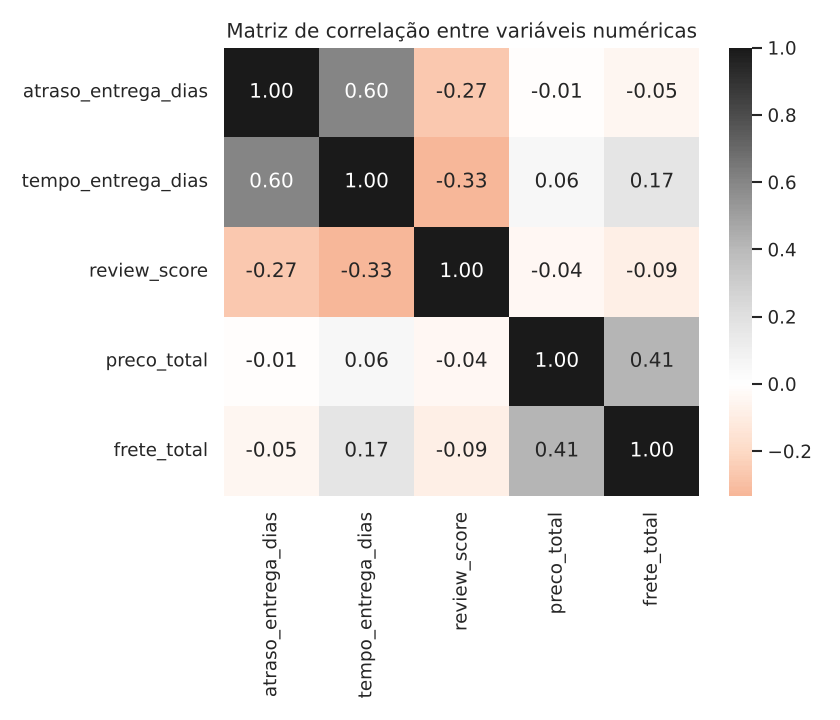 Matriz de correlação entre variáveis numéricas
atraso_entrega_dias 1.00 0.60 -0.27 -0.01 -0.05
tempo_entrega_dias 0.60 1.00 -0.33 0.06 0.17
review_score -0.27 -0.33 1.00 -0.04 -0.09
preco_total -0.01 0.06 -0.04 1.00 0.41
frete_total -0.05 0.17 -0.09 0.41 1.00
atraso_entrega_dias
tempo_entrega_dias
review_score
preco_total
frete_total
1.0
0.8
0.6
0.4
0.2
0.0
−0.2